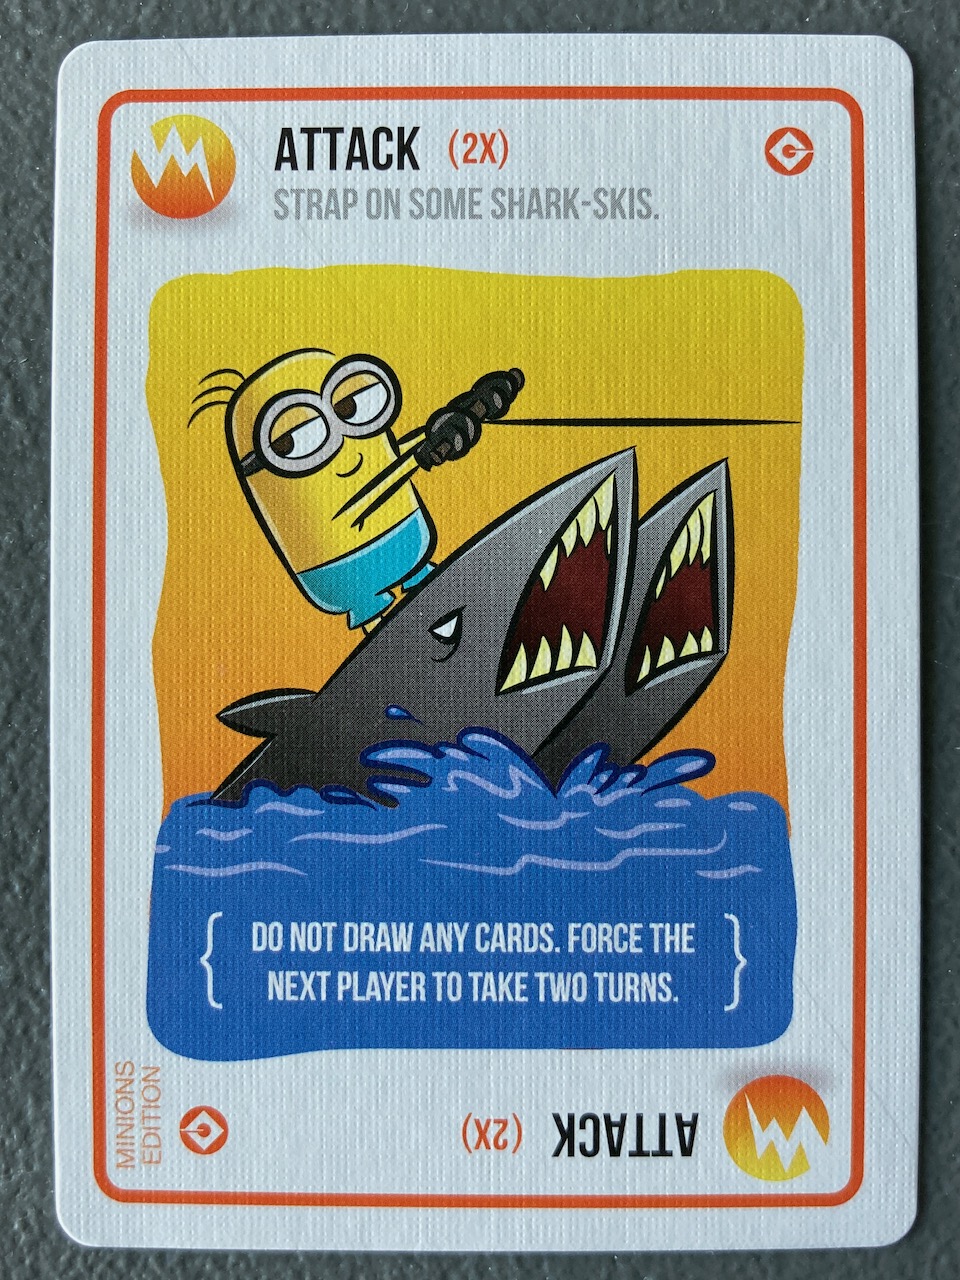 ATTACK (2X)
STRAP ON SOME SHARK-SKIS.
DO NOT DRAW ANY CARDS. FORCE THE
NEXT PLAYER TO TAKE TWO TURNS.
MINIONS
EDITION
ATTACK (2X)